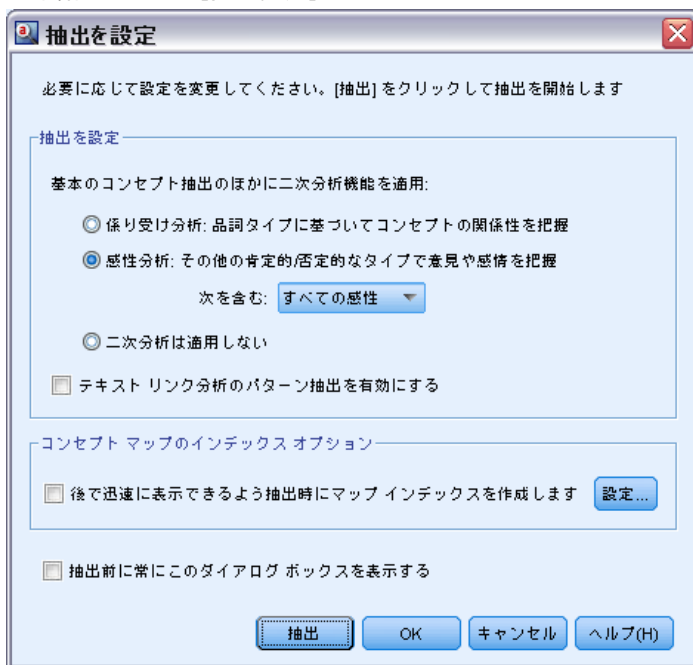 抽出を設定
必要に応じて設定を変更してください。[抽出] をクリックして抽出を開始します
抽出を設定
基本のコンセプト抽出のほかに二次分析機能を適用:
係り受け分析: 品詞タイプに基づいてコンセプトの関係性を把握
感性分析: その他の肯定的/否定的なタイプで意見や感情を把握
次を含む: すべての感性
二次分析は適用しない
テキスト リンク分析のパターン抽出を有効にする
コンセプト マップのインデックス オプション
後で迅速に表示できるよう抽出時にマップ インデックスを作成します 設定...
抽出前に常にこのダイアログ ボックスを表示する
抽出 OK キャンセル ヘルプ(H)